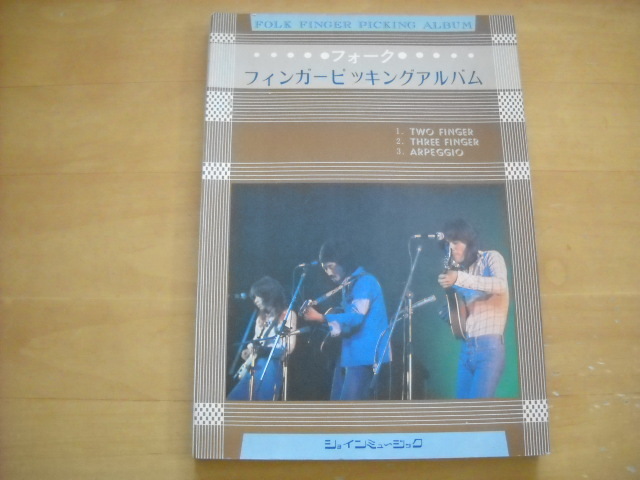 FOLK FINGER PICKING ALBUM
フォーク
フィンガーピッキングアルバム
1. TWO FINGER
2. THREE FINGER
3. ARPEGGIO
ジョインミュージック